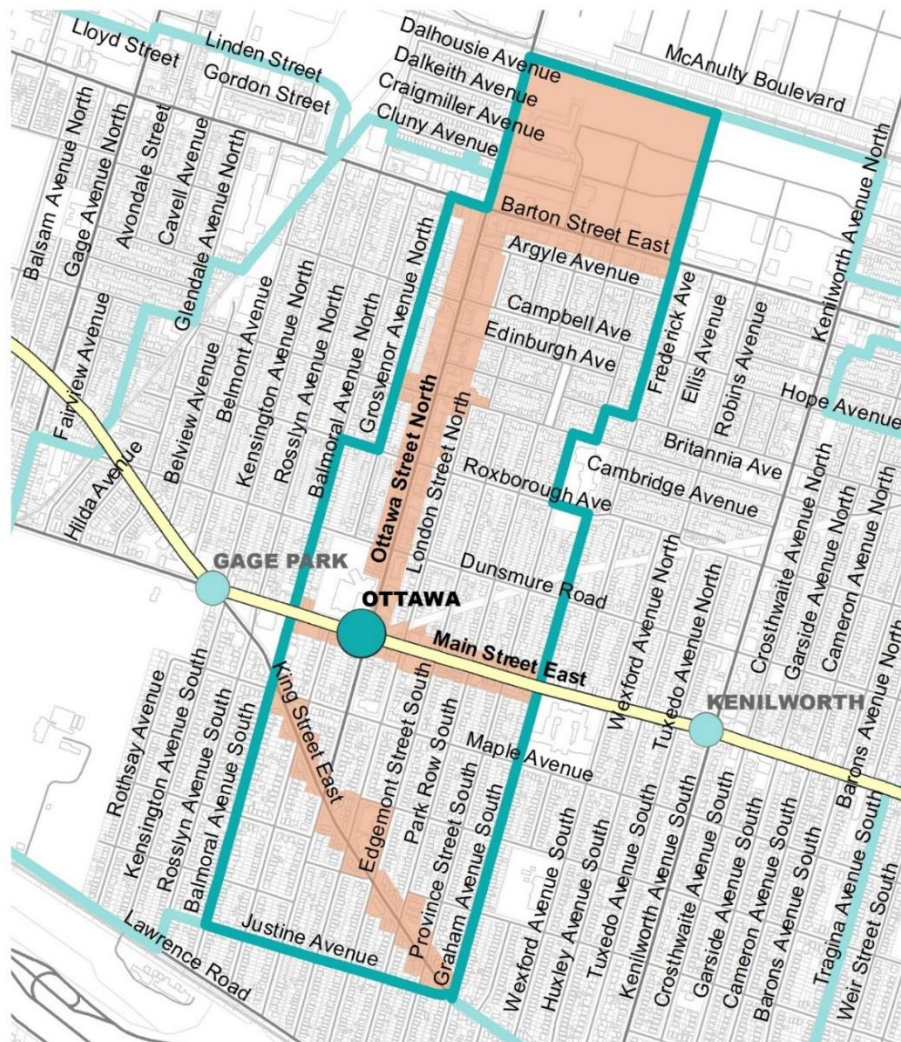 Lloyd Street
Linden Street
Gordon Street
Dalhousie Avenue
Dalkeith Avenue
Craigmiller Avenue
Cluny Avenue
McAnulty Boulevard
Balsam Avenue North
Gage Avenue North
Avondale Street
Cavell Avenue
Glendale Avenue North
Kenilworth Avenue North
Barton Street East
Argyle Avenue
Campbell Ave
Edinburgh Ave
Frederick Ave
Ellis Avenue
Robins Avenue
Hope Avenue
Fairview Avenue
Hilda Avenue
Belview Avenue
Belmont Avenue
Kensington Avenue North
Rosslyn Avenue North
Balmoral Avenue North
Grosvenor Avenue North
Ottawa Street North
London Street North
Britannia Ave
Cambridge Avenue
Roxborough Ave
Dunsmure Road
GAGE PARK
OTTAWA
Main Street East
Wexford Avenue North
Tuxedo Avenue North
Crosthwaite Avenue North
Garside Avenue North
Cameron Avenue North
Barons Avenue North
KENILWORTH
Rothsay Avenue
Kensington Avenue South
Rosslyn Avenue South
Balmoral Avenue South
King Street East
Edgemont Street South
Park Row South
Maple Avenue
Province Street South
Graham Avenue South
Justine Avenue
Lawrence Road
Wexford Avenue South
Huxley Avenue South
Tuxedo Avenue South
Kenilworth Avenue South
Crosthwaite Avenue South
Garside Avenue South
Cameron Avenue South
Barons Avenue South
Tragina Avenue South
Weir Street South